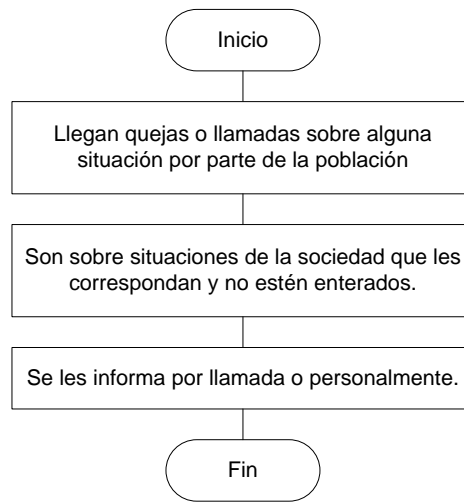 Inicio
Llegan quejas o llamadas sobre alguna
situación por parte de la población
Son sobre situaciones de la sociedad que les
correspondan y no estén enterados.
Se les informa por llamada o personalmente.
Fin